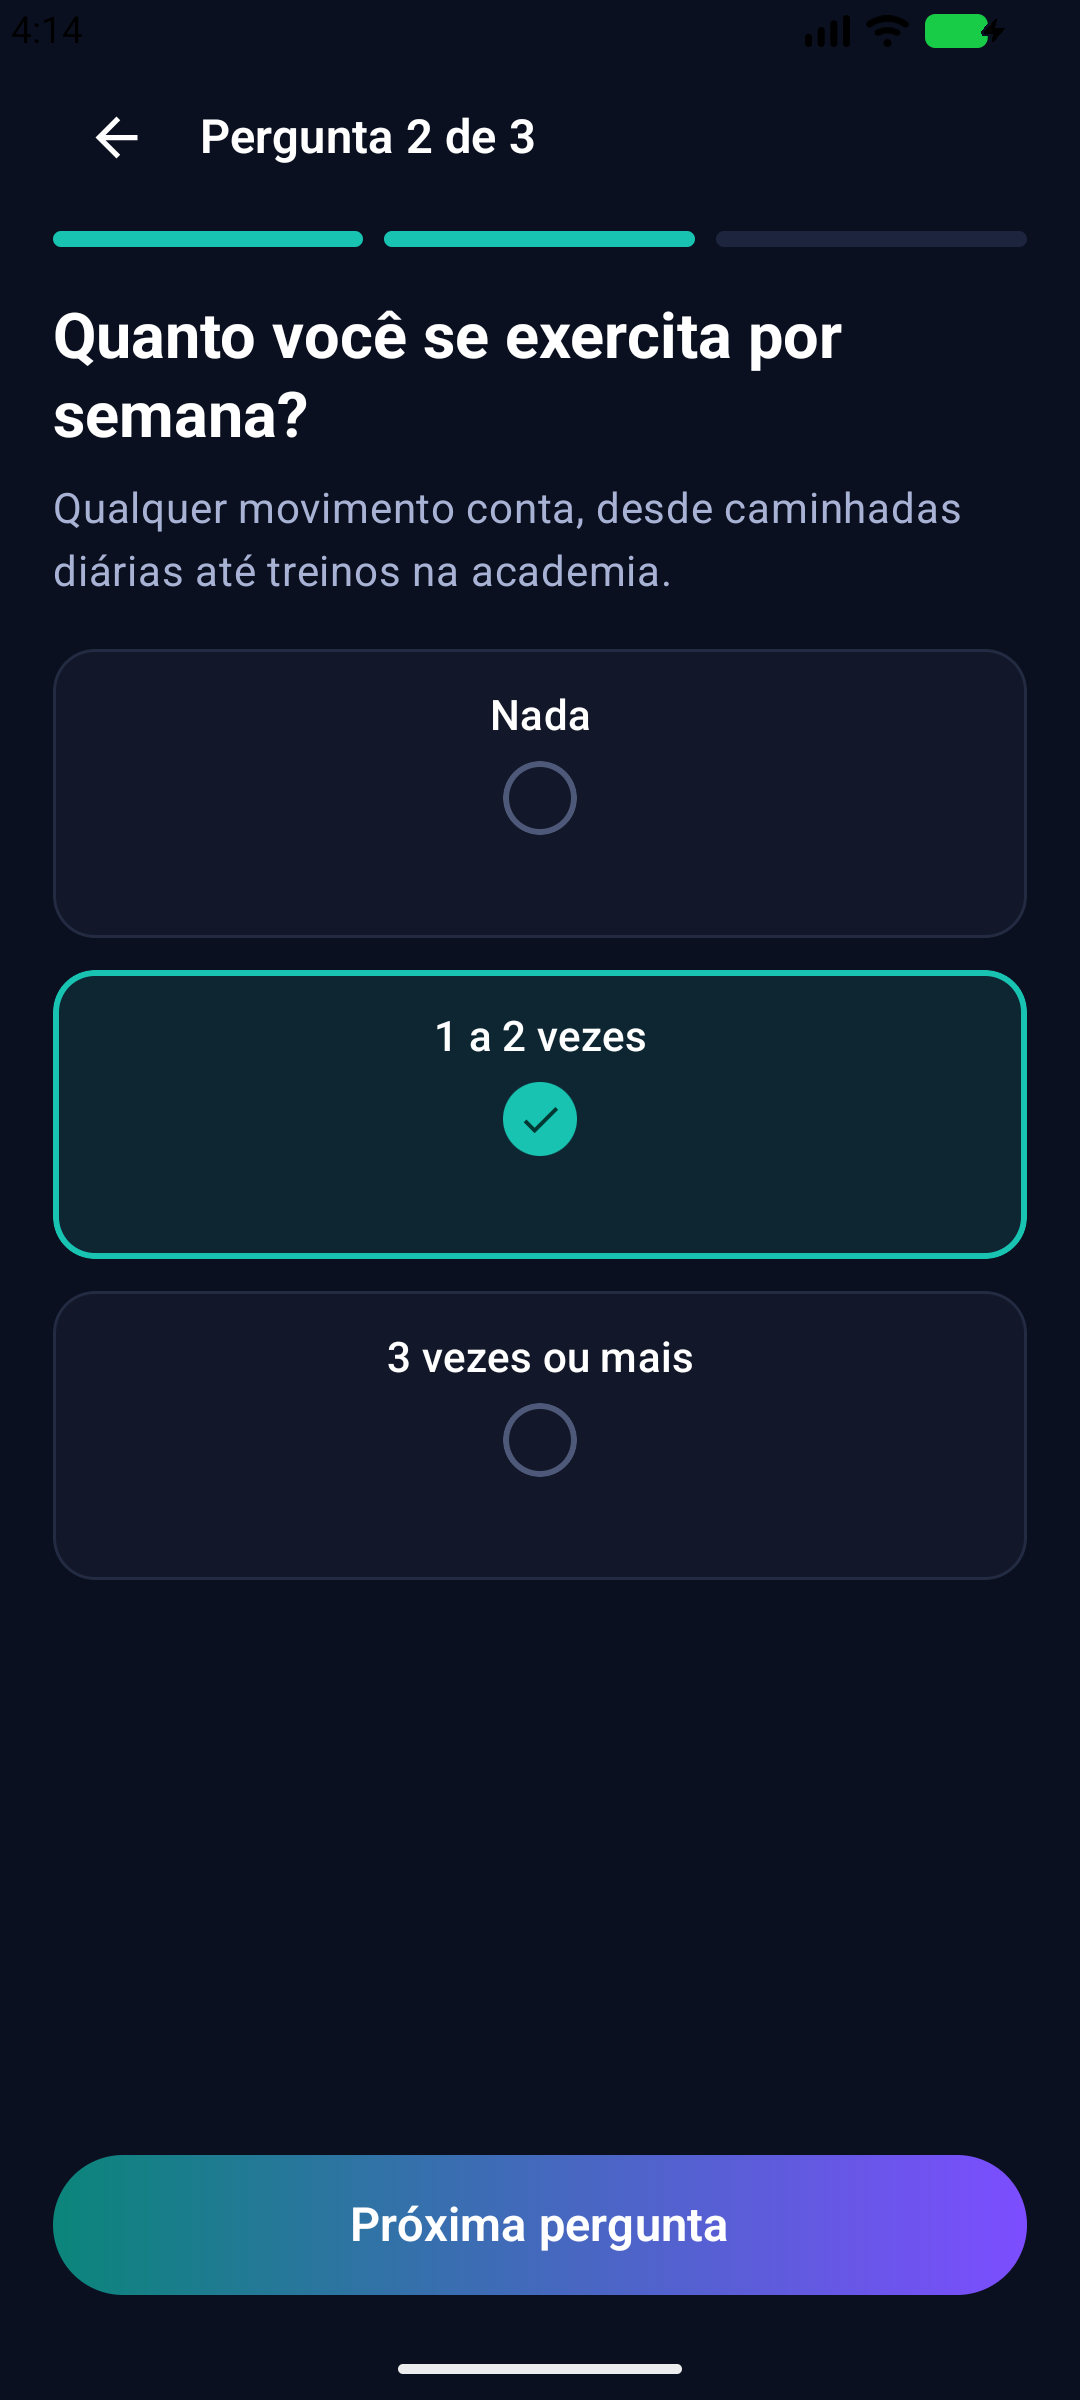 4:14
Pergunta 2 de 3
Quanto você se exercita por
semana?
Qualquer movimento conta, desde caminhadas
diárias até treinos na academia.
Nada
1 a 2 vezes
3 vezes ou mais
Próxima pergunta